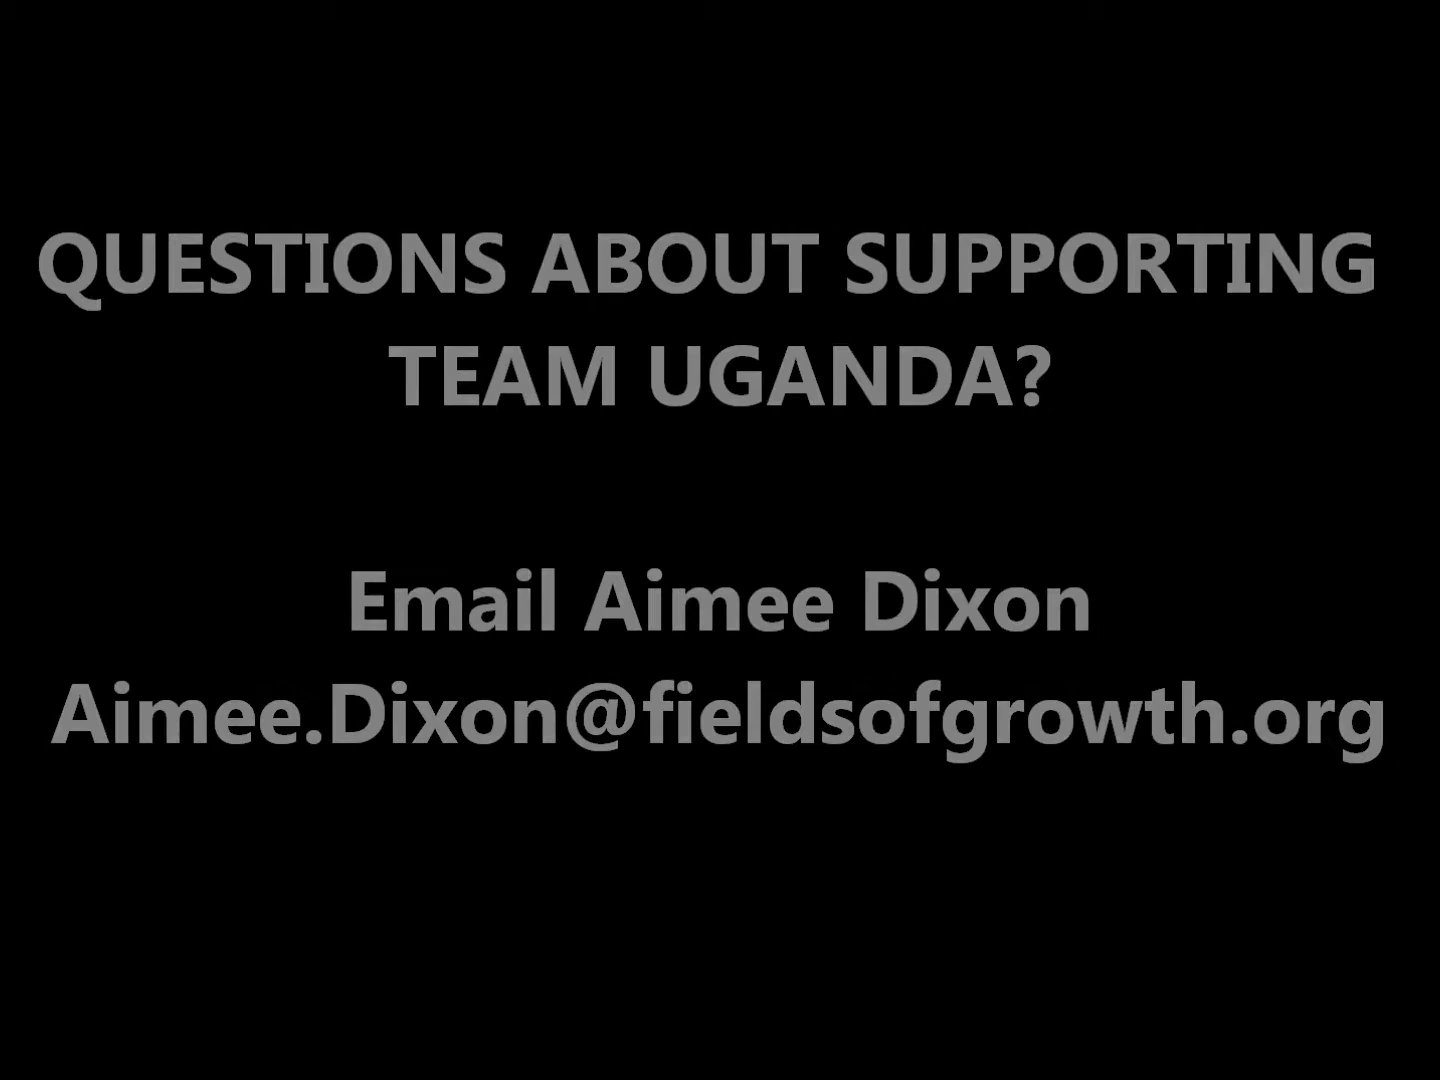 QUESTIONS ABOUT SUPPORTING
TEAM UGANDA?
Email Aimee Dixon
Aimee.Dixon@fieldsofgrowth.org